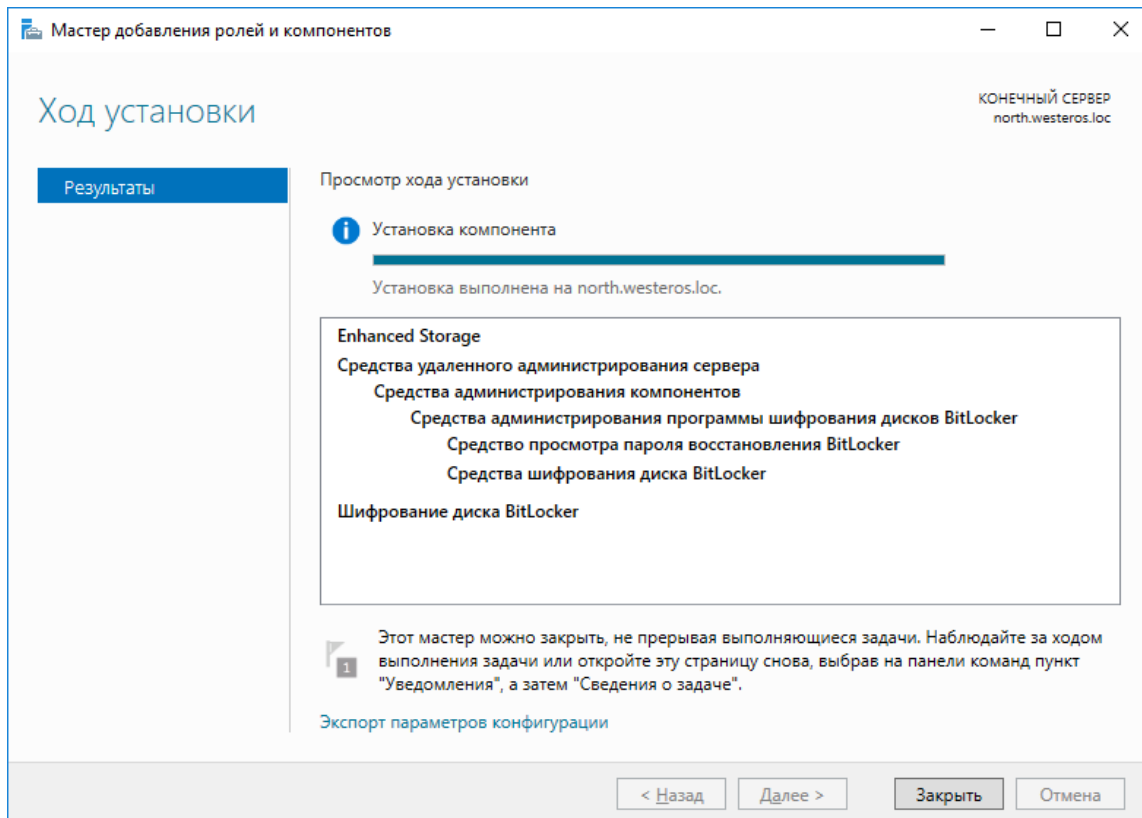 Мастер добавления ролей и компонентов
Ход установки
КОНЕЧНЫЙ СЕРВЕР
north.westeros.loc
Результаты
Просмотр хода установки
Установка компонента
Установка выполнена на north.westeros.loc.
Enhanced Storage
Средства удаленного администрирования сервера
Средства администрирования компонентов
Средства администрирования программы шифрования дисков BitLocker
Средство просмотра пароля восстановления BitLocker
Средства шифрования диска BitLocker
Шифрование диска BitLocker
1
Этот мастер можно закрыть, не прерывая выполняющиеся задачи. Наблюдайте за ходом
выполнения задачи или откройте эту страницу снова, выбрав на панели команд пункт
"Уведомления", а затем "Сведения о задаче".
Экспорт параметров конфигурации
< Назад Далее > Закрыть Отмена